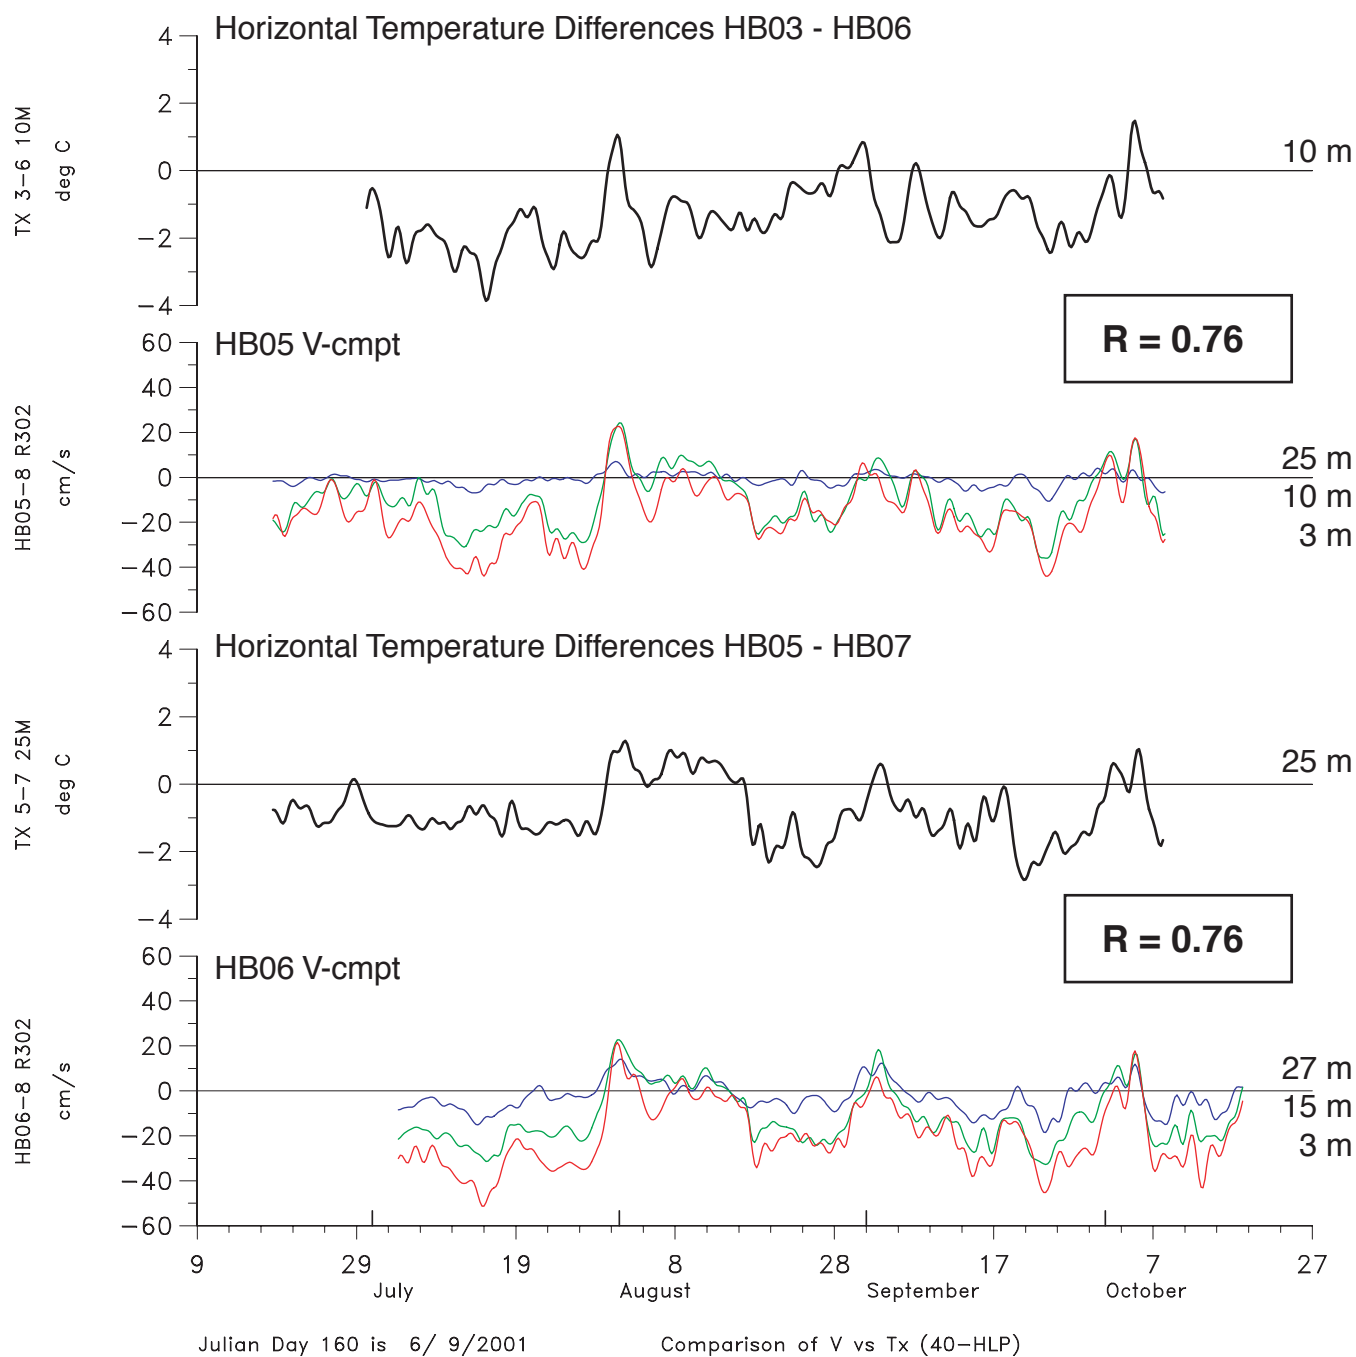 Horizontal Temperature Differences HB03 - HB06
TX 3-6 10M
deg C
4
2
0
-2
-4
10 m
R = 0.76
HB05 V-cmpt
HB05-8 R302
cm/s
60
40
20
0
-20
-40
-60
25 m
10 m
3 m
Horizontal Temperature Differences HB05 - HB07
TX 5-7 25M
deg C
4
2
0
-2
-4
25 m
R = 0.76
HB06 V-cmpt
HB06-8 R302
cm/s
60
40
20
0
-20
-40
-60
27 m
15 m
3 m
9 29 19 8 28 17 7 27
July August September October
Julian Day 160 is 6/ 9/2001 Comparison of V vs Tx (40-HLP)